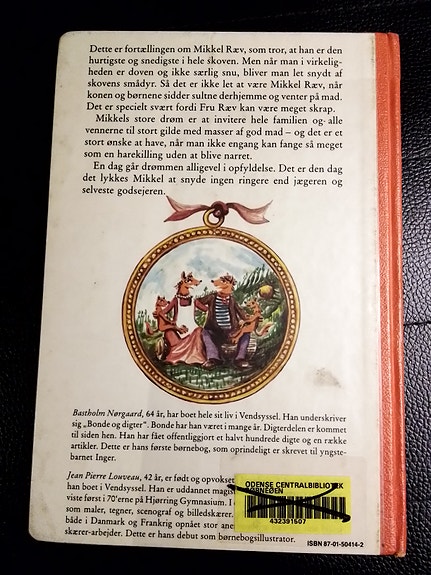 Dette er fortællingen om Mikkel Ræv, som tror, at han er den
hurtigste og snedigste i hele skoven. Men når man i virkelig-
heden er doven og ikke særlig snu, bliver man let snydt af
skovens smådyr. Så det er ikke let at være Mikkel Ræv, når
konen og børnene sidder sultne derhjemme og venter på mad.
Det er specielt svært fordi Fru Ræv kan være meget skrap.
Mikkels store drøm er at invitere hele familien og alle
vennerne til stort gilde med masser af god mad – og det er et
stort ønske at have, når man ikke engang kan fange så meget
som en harekilling uden at blive narret.
En dag går drømmen alligevel i opfyldelse. Det er den dag
det lykkes Mikkel at snyde ingen ringere end jægeren og
selveste godsejeren.
Bastholm Nørgaard, 64 år, har boet hele sit liv i Vendsyssel. Han underskriver
sig „Bonde og digter". Bonde har han været i mange år. Digterdelen er kommet
til siden hen. Han har fået offentliggjort et halvt hundrede digte og en række
artikler. Dette er hans første børnebog, som oprindeligt er skrevet til yngste-
barnet Inger.
Jean Pierre Louveau, 42 år, er født og opvokset
han boet i Vendsyssel. Han er uddannet magis
viste først i 70'erne på Hjørring Gymnasium. I
som maler, tegner, scenograf og billedskærer.
både i Danmark og Frankrig opnået stor aner
skærer-arbejder. Dette er hans debut som børnebogsillustrator.
ODENSE CENTRALBIBLIOTEK
432391507
ISBN 87-01-50414-2